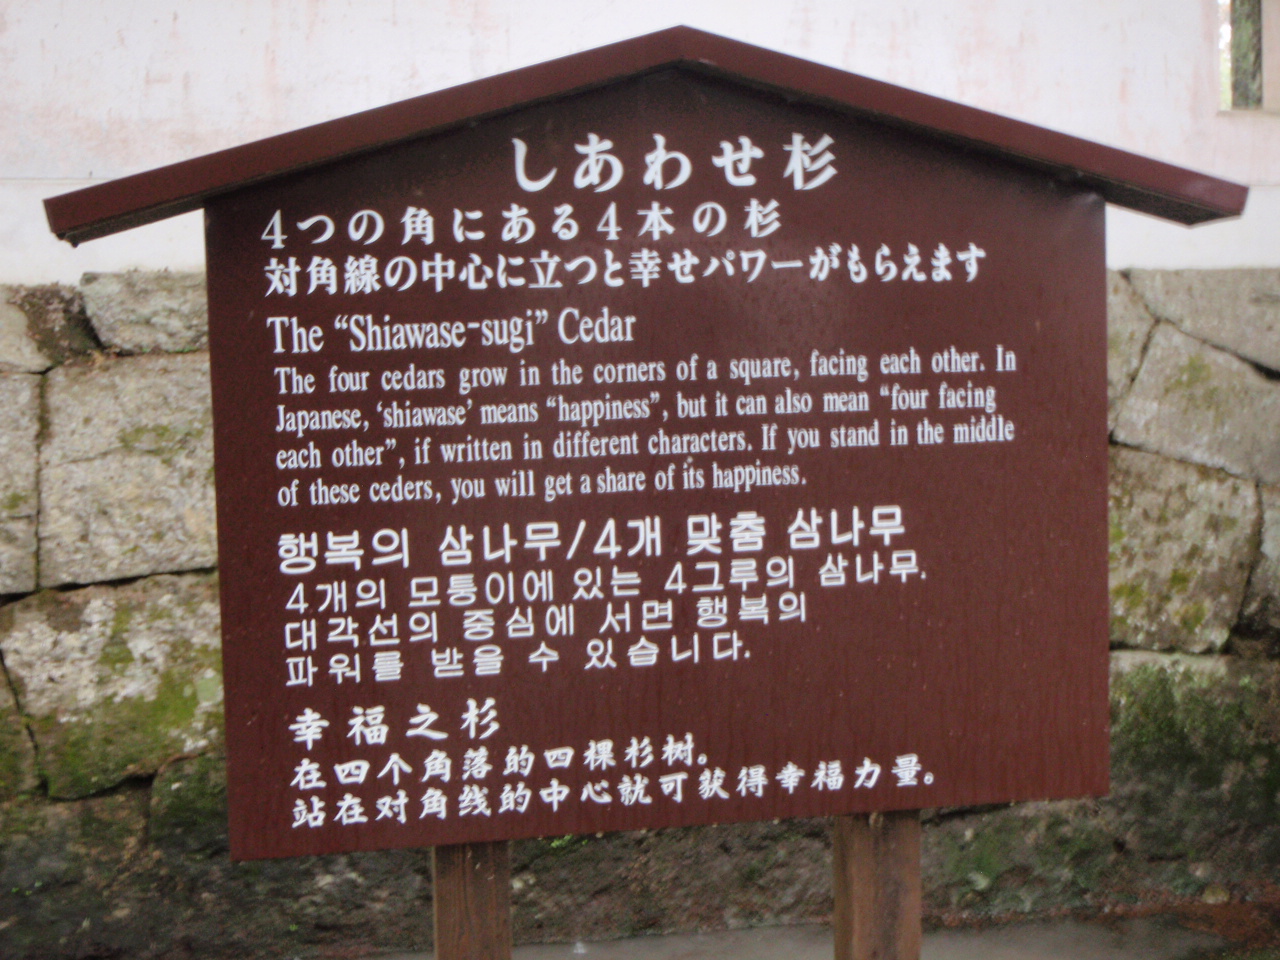 しあわせ杉
4つの角にある4本の杉
対角線の中心に立つと幸せパワーがもらえます
The “Shiawase-sugi” Cedar
The four cedars grow in the corners of a square, facing each other. In
Japanese, ‘shiawase’ means “happiness”, but it can also mean “four facing
each other”, if written in different characters. If you stand in the middle
of these ceders, you will get a share of its happiness.
행복의 삼나무/4개 맞춤 삼나무
4개의 모퉁이에 있는 4그루의 삼나무.
대각선의 중심에 서면 행복의
파워를 받을 수 있습니다.
幸福之杉
在四个角落的四棵杉树。
站在对角线的中心就可获得幸福力量。